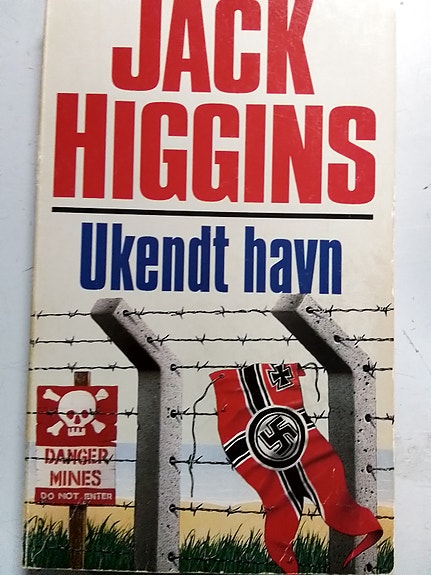 JACK
HIGGINS
Ukendt havn
DANGER
MINES
DO NOT ENTER